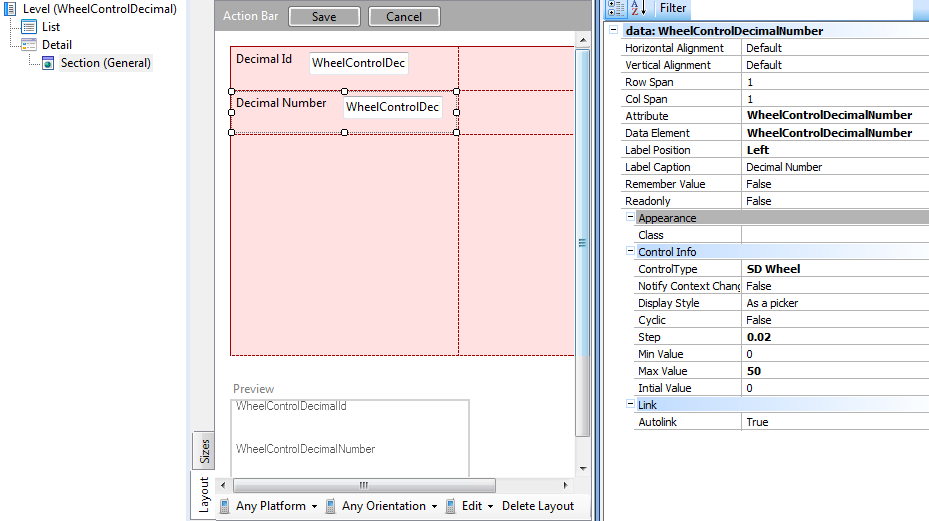 Level (WheelControlDecimal)
List
Detail
Section (General)
Action Bar Save Cancel
Decimal Id WheelControlDec
Decimal Number WheelControlDec
Preview
WheelControlDecimalId
WheelControlDecimalNumber
Sizes
Layout
Any Platform Any Orientation Edit Delete Layout
Filter
data: WheelControlDecimalNumber
Horizontal Alignment Default
Vertical Alignment Default
Row Span 1
Col Span 1
Attribute WheelControlDecimalNumber
Data Element WheelControlDecimalNumber
Label Position Left
Label Caption Decimal Number
Remember Value False
Readonly False
Appearance
Class
Control Info
ControlType SD Wheel
Notify Context Chang False
Display Style As a picker
Cyclic False
Step 0.02
Min Value 0
Max Value 50
Intial Value 0
Link
Autolink True